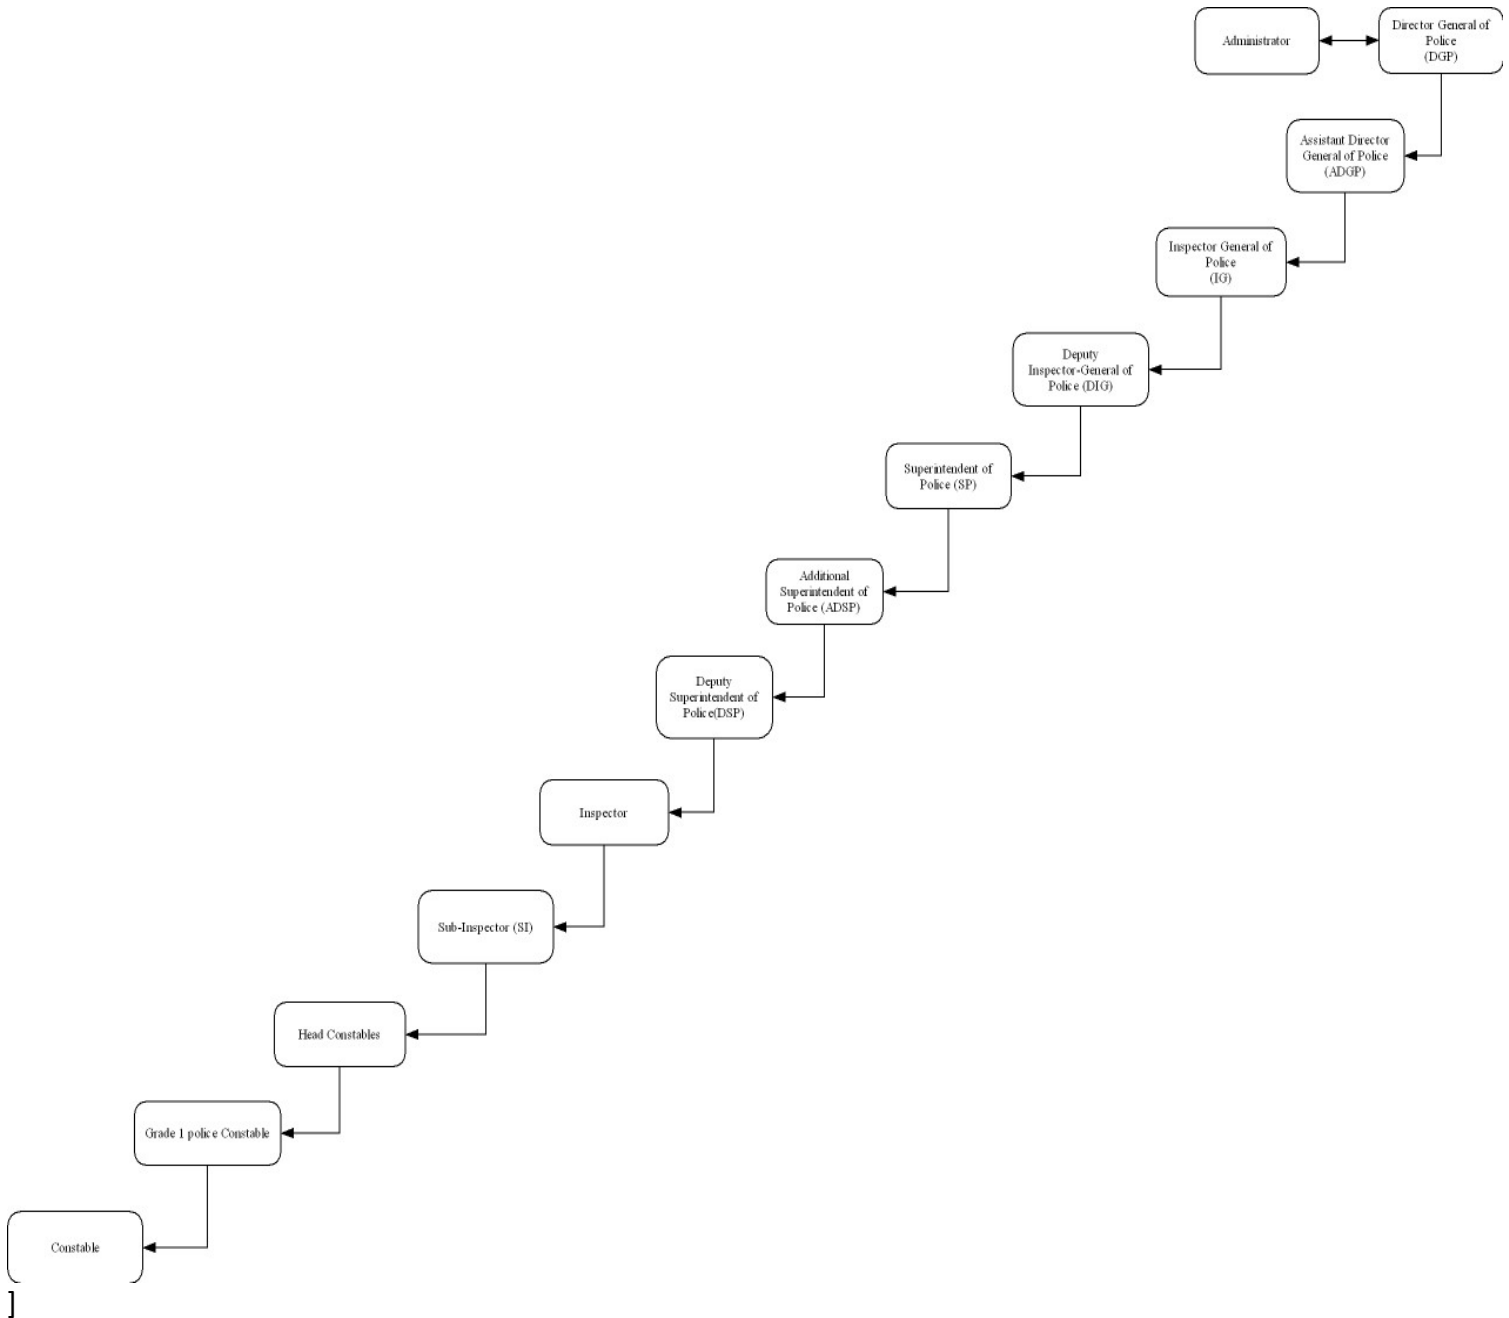 Administrator
Director General of
Police
(DGP)
Assistant Director
General of Police
(ADGP)
Inspector General of
Police
(IG)
Deputy
Inspector-General of
Police (DIG)
Superintendent of
Police (SP)
Additional
Superintendent of
Police (ADSP)
Deputy
Superintendent of
Police(DSP)
Inspector
Sub-Inspector (SI)
Head Constables
Grade 1 police Constable
Constable
]